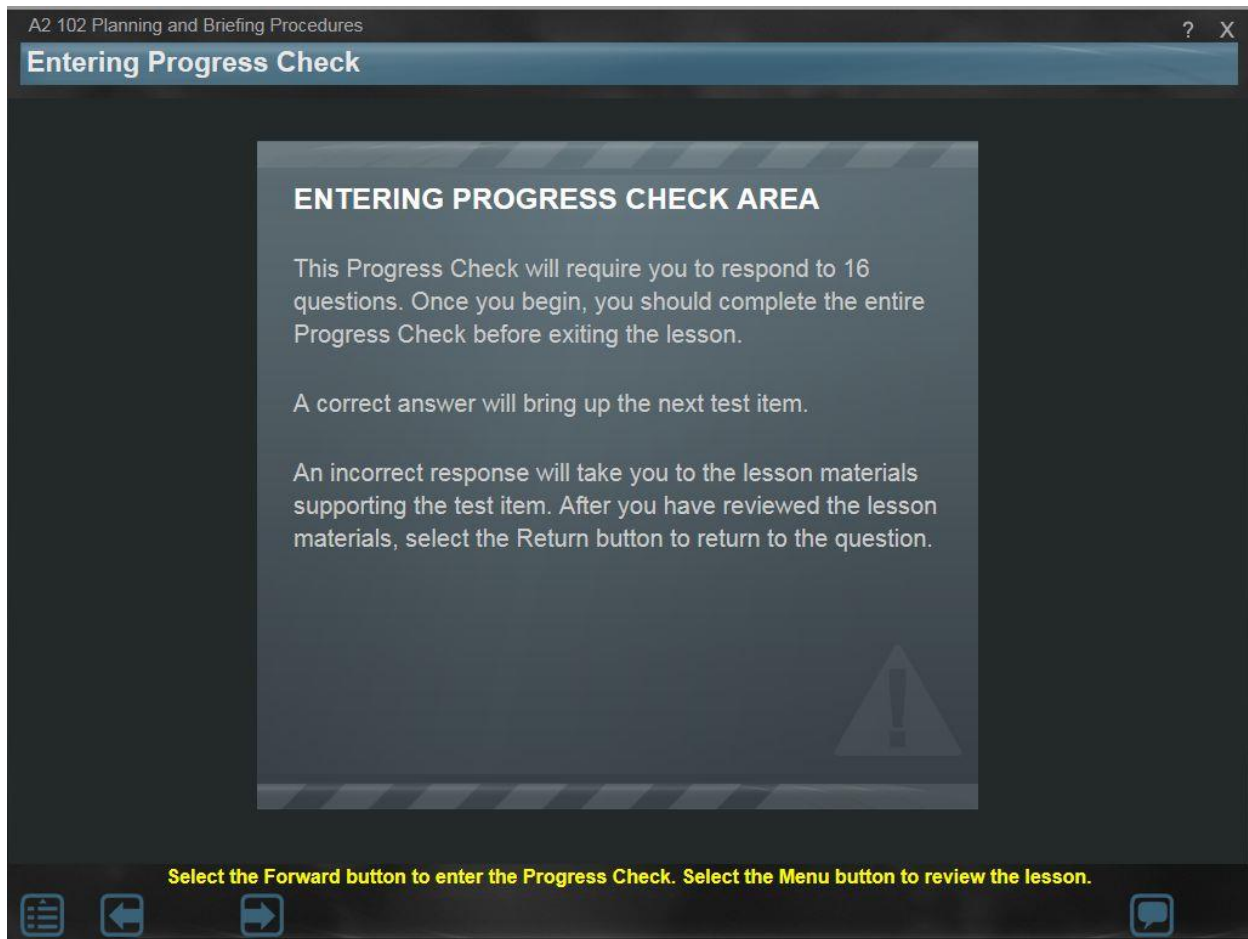 A2 102 Planning and Briefing Procedures
? X
Entering Progress Check
ENTERING PROGRESS CHECK AREA
This Progress Check will require you to respond to 16
questions. Once you begin, you should complete the entire
Progress Check before exiting the lesson.
A correct answer will bring up the next test item.
An incorrect response will take you to the lesson materials
supporting the test item. After you have reviewed the lesson
materials, select the Return button to return to the question.
Select the Forward button to enter the Progress Check. Select the Menu button to review the lesson.